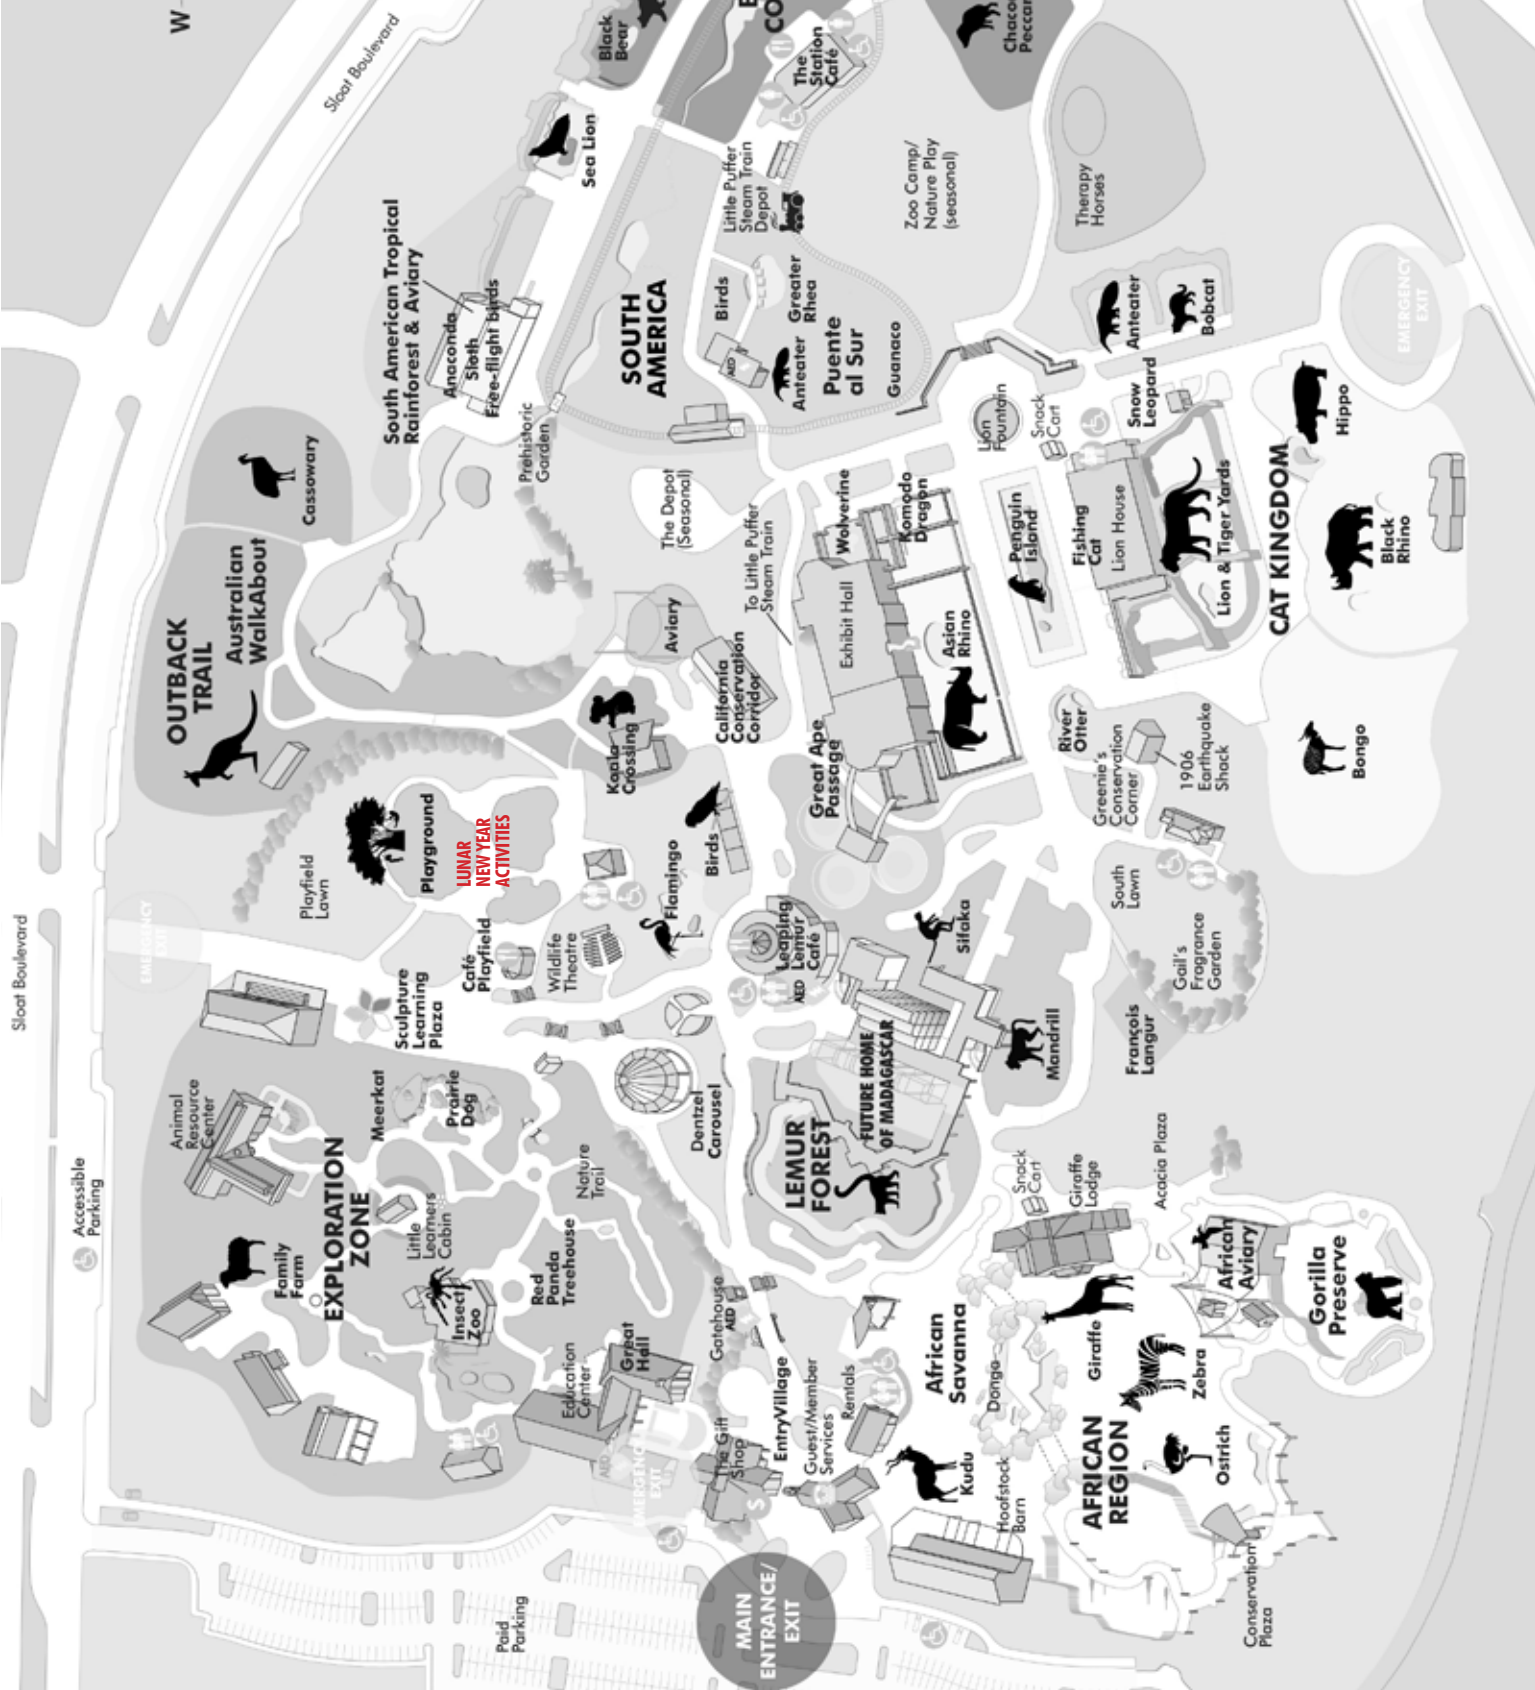 W
Sloat Boulevard
Black
Bear
The
Station
Café
Sea Lion
Little Puffer
Steam Train
Depot
Zoo Camp/
Nature Play
(seasonal)
Therapy
Horses
South American Tropical
Rainforest & Aviary
Anaconda
Sloth
Free-flight birds
SOUTH
AMERICA
Birds
Greater
Rhea
AED
Anteater
Puente
al Sur
Guanaco
Anteater
Bobcat
EMERGENCY
EXIT
Cassowary
Prehistoric
Garden
Lion
Fountain
Snack
Cart
Snow
Leopard
Hippo
OUTBACK
TRAIL
Australian
WalkAbout
The Depot
(Seasonal)
To Little Puffer
Steam Train
Wolverine
Komodo
Dragon
Penguin
Island
Fishing
Cat
Lion House
Lion & Tiger Yards
CAT KINGDOM
Black
Rhino
Aviary
Exhibit Hall
Asian
Rhino
California
Conservation
Corridor
Koala
Crossing
Great Ape
Passage
River
Otter
Greenie's
Conservation
Corner
1906
Earthquake
Shack
Bongo
Playground
LUNAR
NEW YEAR
ACTIVITIES
Playfield
Lawn
Birds
Flamingo
South
Lawn
Sloat Boulevard
EMERGENCY
EXIT
Sculpture
Learning
Plaza
Café
Playfield
Wildlife
Theatre
Leaping
Lemur
Café
AED
Sifaka
Gail's
Fragrance
Garden
Animal
Resource
Center
Meerkat
Prairie
Dog
Dentzel
Carousel
FUTURE HOME
OF MADAGASCAR
LEMUR
FOREST
Mandrill
François
Langur
Accessible
Parking
EXPLORATION
ZONE
Little
Learners
Cabin
Nature
Trail
Snack
Cart
Giraffe
Lodge
Acacia Plaza
Family
Farm
Insect
Zoo
Red
Panda
Treehouse
Gatehouse
AED
African
Savanna
Giraffe
African
Aviary
Gorilla
Preserve
Education
Center
Great
Hall
EntryVillage
Guest/Member
Services
Rentals
Donga
Zebra
AED
EMERGENCY
EXIT
The Gift
Shop
$
Kudu
Hoofstock
Barn
AFRICAN
REGION
Ostrich
Paid
Parking
MAIN
ENTRANCE/
EXIT
Conservation
Plaza